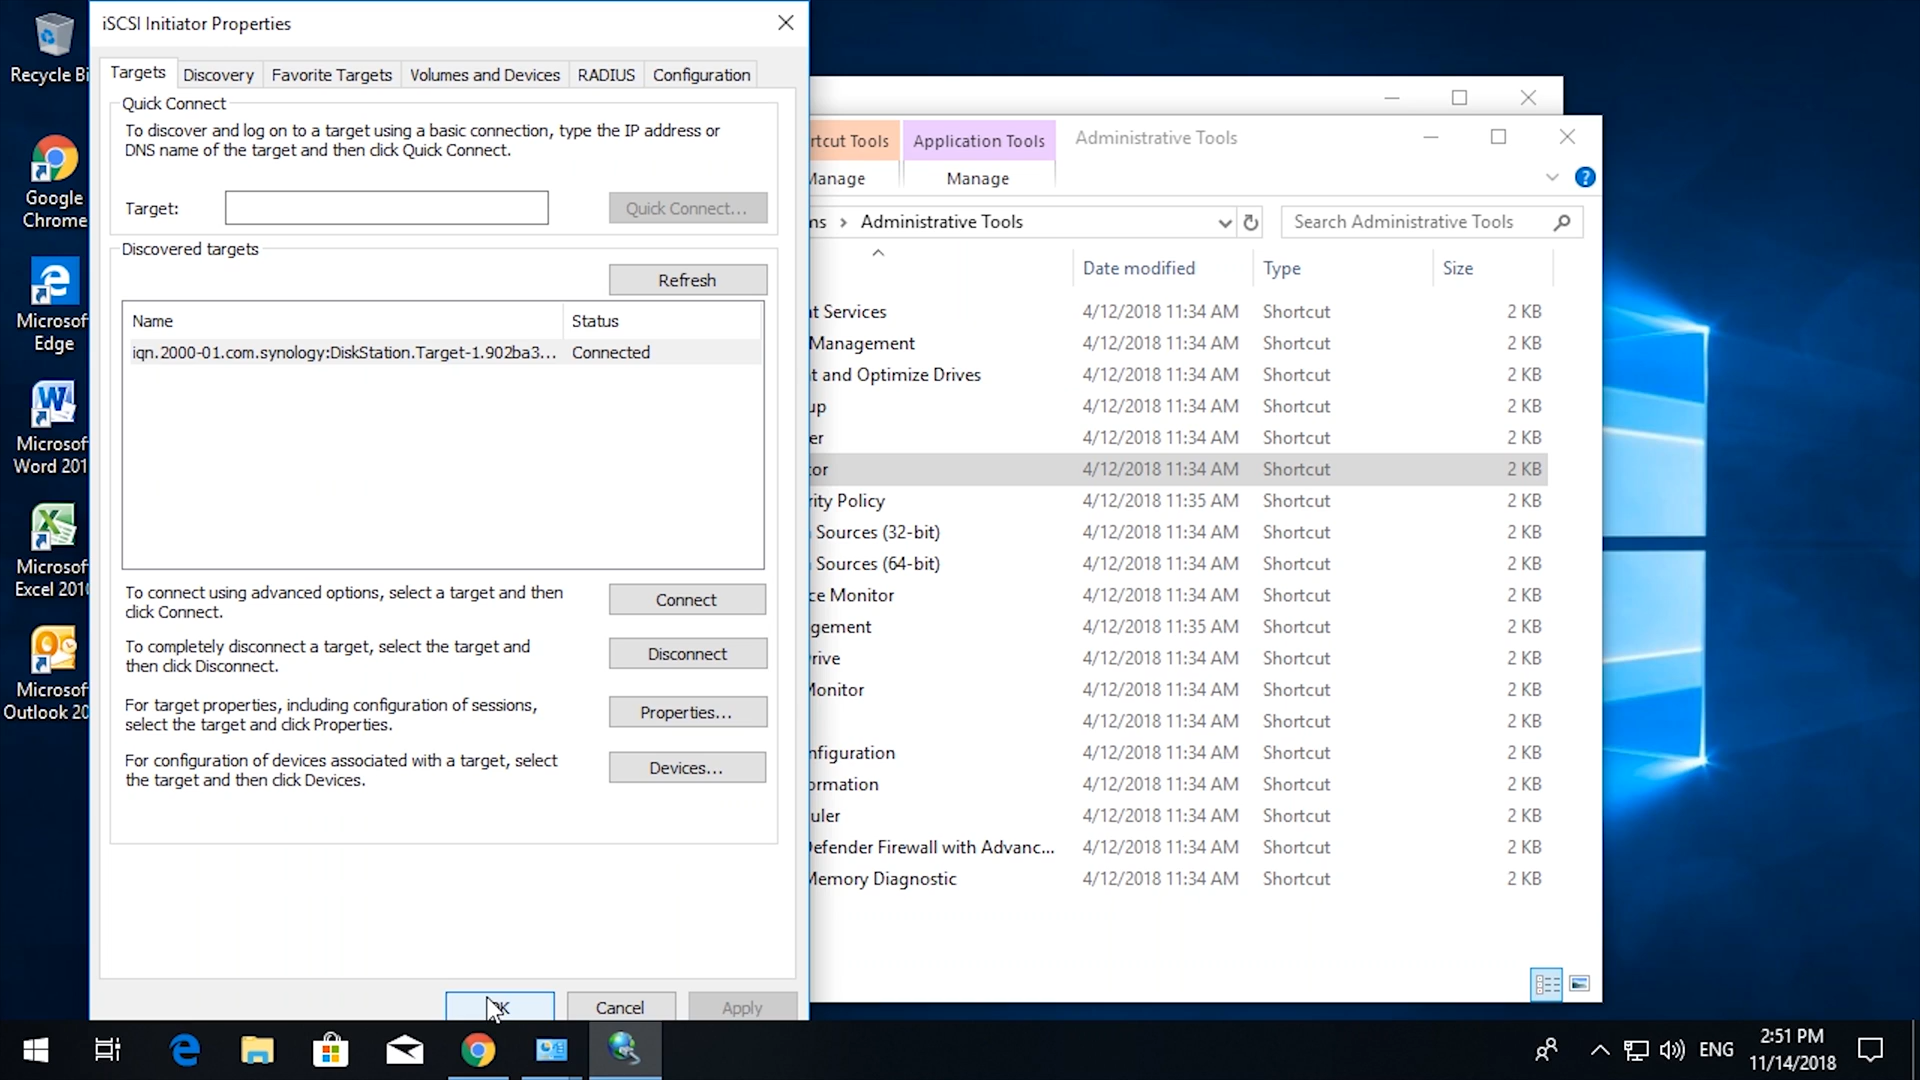 iSCSI Initiator Properties
Targets
Discovery
Favorite Targets
Volumes and Devices
RADIUS
Configuration
Quick Connect
To discover and log on to a target using a basic connection, type the IP address or
DNS name of the target and then click Quick Connect.
Target:
Quick Connect...
Discovered targets
Refresh
Name
Status
iqn.2000-01.com.synology:DiskStation.Target-1.902ba3...
Connected
To connect using advanced options, select a target and then
click Connect.
Connect
To completely disconnect a target, select the target and
then click Disconnect.
Disconnect
For target properties, including configuration of sessions,
select the target and click Properties.
Properties...
For configuration of devices associated with a target, select
the target and then click Devices.
Devices...
Cancel
Apply
Recycle Bi
Google
Chrome
Microsof
Edge
Microsof
Word 201
Microsof
Excel 201
Microsof
Outlook 20
rtcut Tools
Manage
Application Tools
Manage
Administrative Tools
ns > Administrative Tools
Search Administrative Tools
Date modified
Type
Size
t Services 4/12/2018 11:34 AM Shortcut 2 KB
Management 4/12/2018 11:34 AM Shortcut 2 KB
t and Optimize Drives 4/12/2018 11:34 AM Shortcut 2 KB
up 4/12/2018 11:34 AM Shortcut 2 KB
er 4/12/2018 11:34 AM Shortcut 2 KB
tor 4/12/2018 11:34 AM Shortcut 2 KB
rity Policy 4/12/2018 11:35 AM Shortcut 2 KB
Sources (32-bit) 4/12/2018 11:34 AM Shortcut 2 KB
Sources (64-bit) 4/12/2018 11:34 AM Shortcut 2 KB
ce Monitor 4/12/2018 11:34 AM Shortcut 2 KB
gement 4/12/2018 11:35 AM Shortcut 2 KB
rive 4/12/2018 11:34 AM Shortcut 2 KB
Monitor 4/12/2018 11:34 AM Shortcut 2 KB
4/12/2018 11:34 AM Shortcut 2 KB
nfiguration 4/12/2018 11:34 AM Shortcut 2 KB
ormation 4/12/2018 11:34 AM Shortcut 2 KB
uler 4/12/2018 11:34 AM Shortcut 2 KB
Defender Firewall with Advanc... 4/12/2018 11:34 AM Shortcut 2 KB
Memory Diagnostic 4/12/2018 11:34 AM Shortcut 2 KB
ENG
2:51 PM
11/14/2018